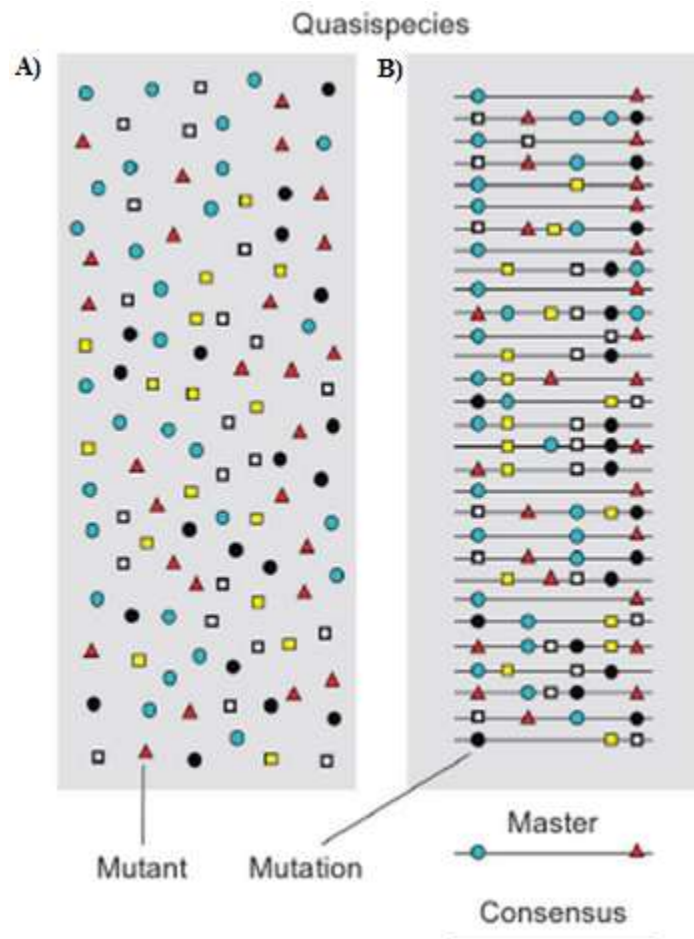 Quasispecies
A)
B)
Master
Mutant
Mutation
Consensus